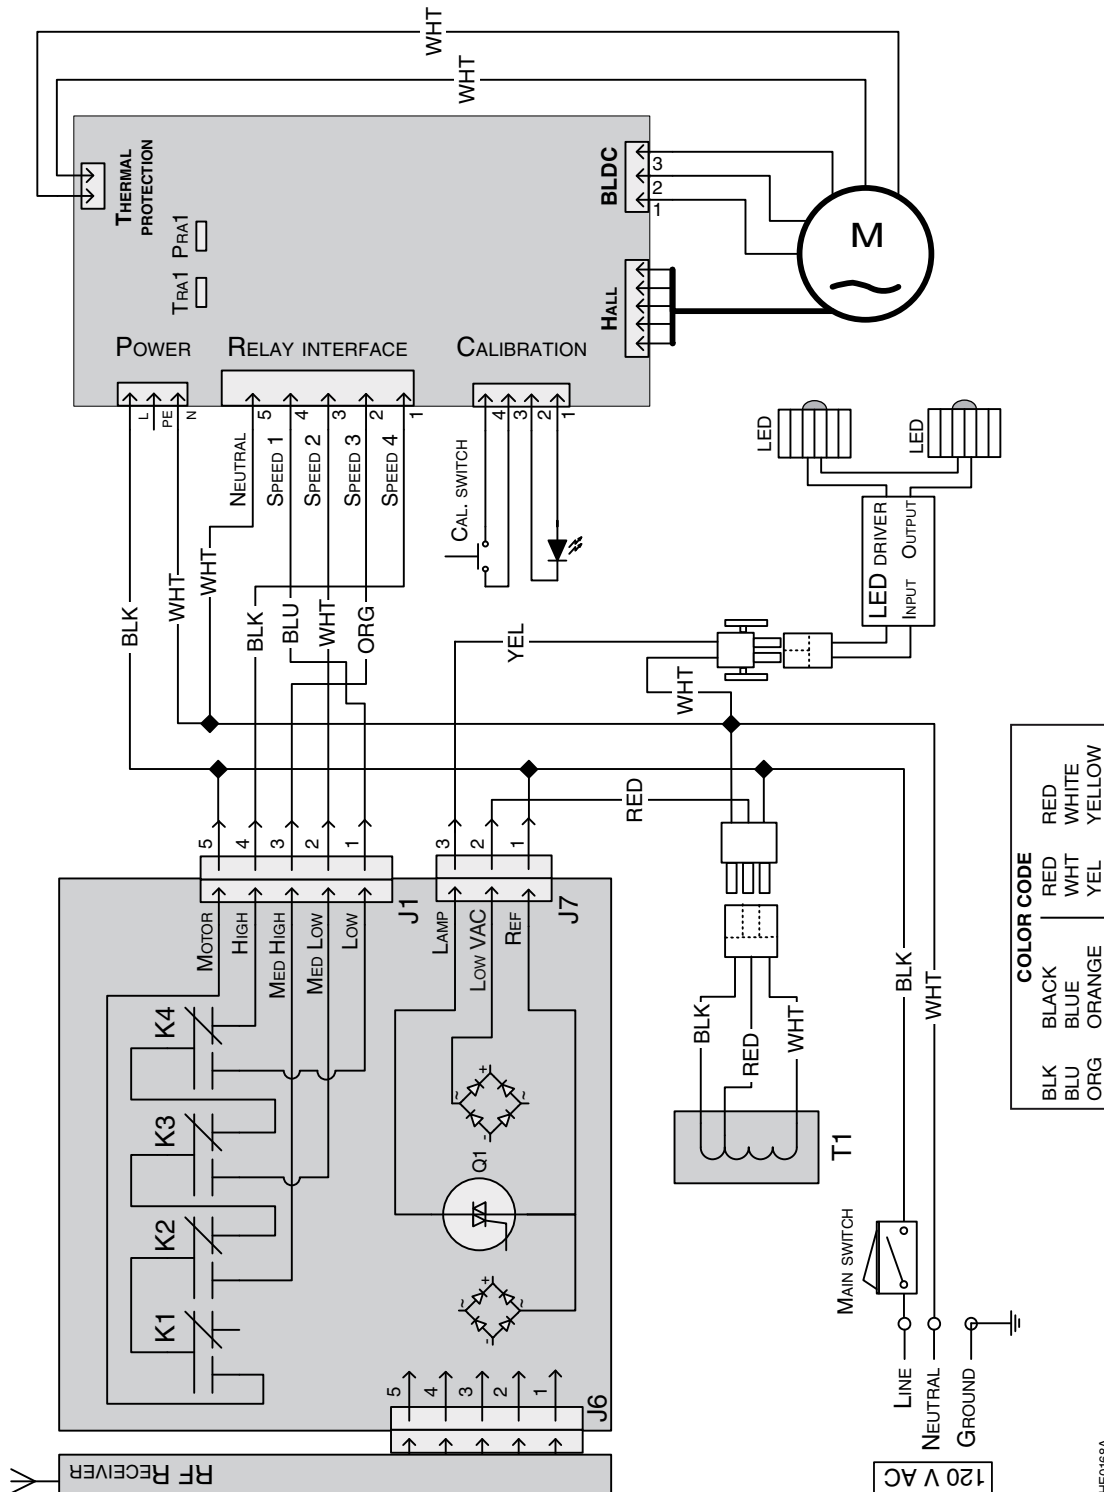 WHT
WHT
THERMAL
PROTECTION
TRA1 PRA1
BLDC
3
2
1
HALL
M
POWER
RELAY INTERFACE
CALIBRATION
L
PE
N
5
4
3
2
1
4
3
2
1
NEUTRAL
SPEED 1
SPEED 2
SPEED 3
SPEED 4
CAL. SWITCH
LED
LED
LED DRIVER
INPUT OUTPUT
BLK
WHT
WHT
BLK
BLU
WHT
ORG
YEL
WHT
RED
5
4
3
2
1
J1
3
2
1
J7
MOTOR
HIGH
MED HIGH
MED LOW
LOW
LAMP
LOW VAC
REF
K4
K3
K2
K1
Q1
~
+
-
~
~
+
-
~
BLK
RED
WHT
T1
BLK
WHT
MAIN SWITCH
5
4
3
2
1
J6
RF RECEIVER
LINE
NEUTRAL
GROUND
120 V AC
COLOR CODE
BLK BLACK RED RED
BLU BLUE WHT WHITE
ORG ORANGE YEL YELLOW
HE0168A